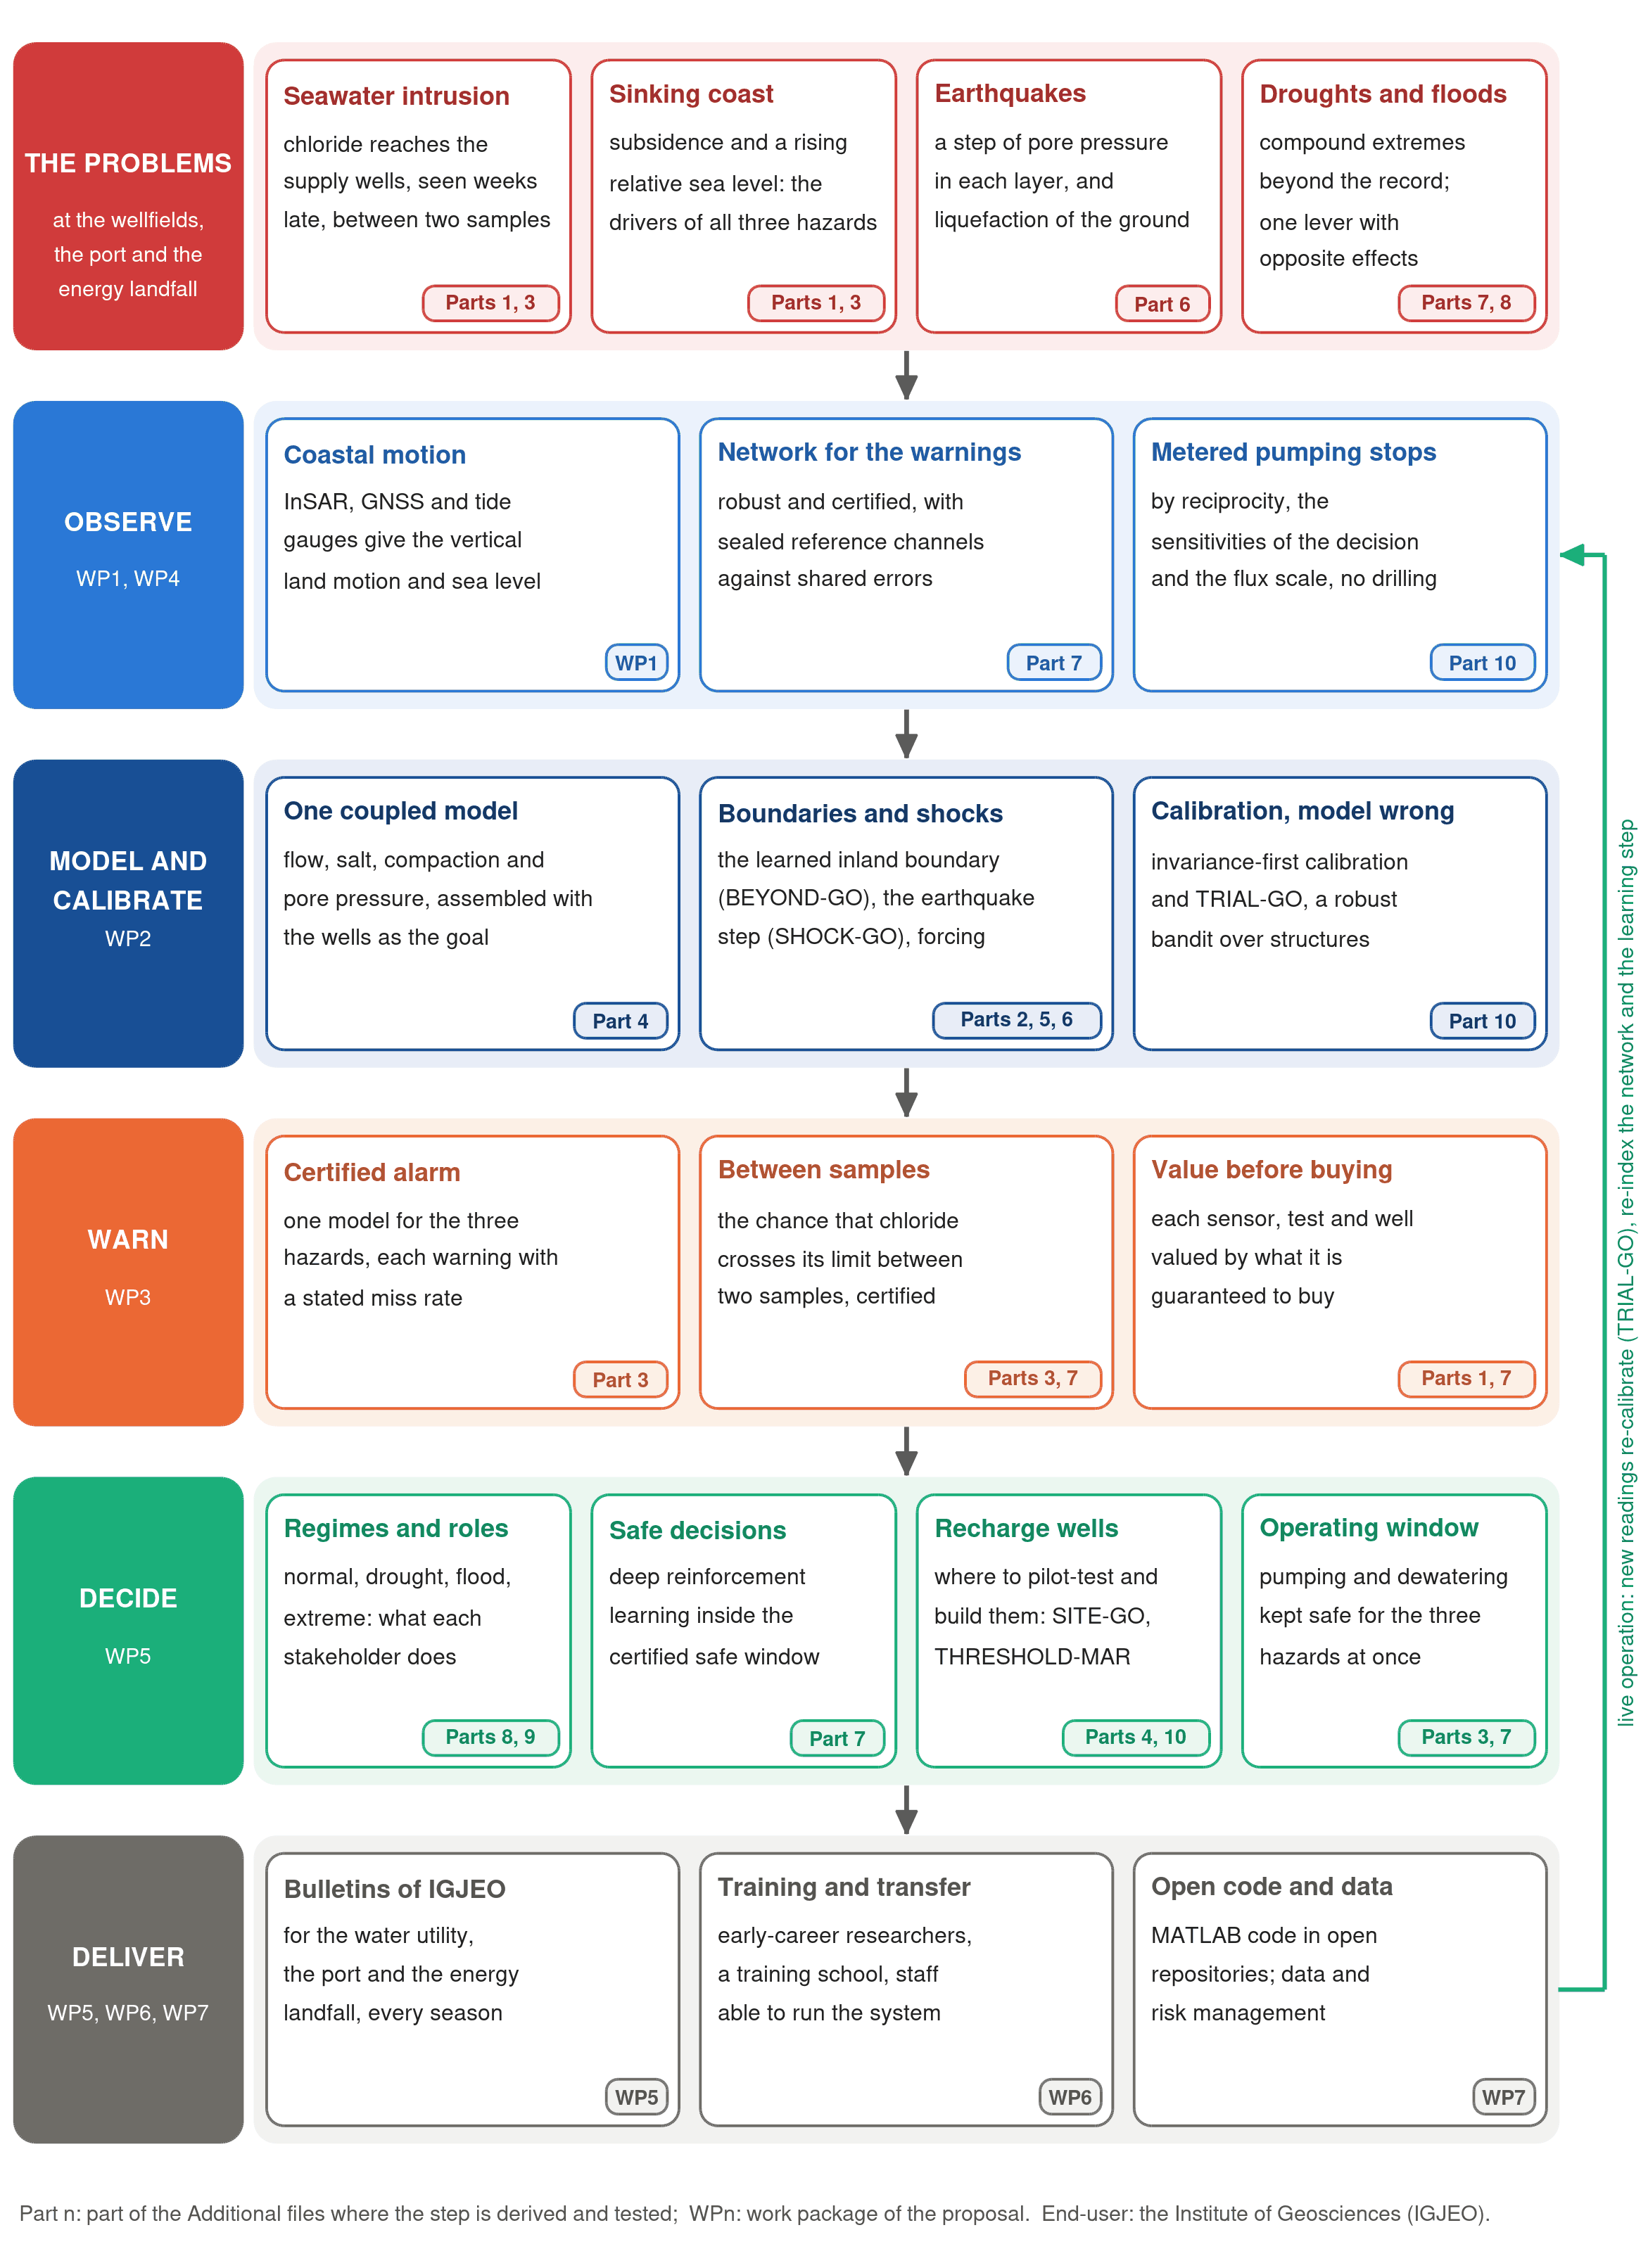 THE PROBLEMS
at the wellfields,
the port and the
energy landfall
Seawater intrusion
chloride reaches the
supply wells, seen weeks
late, between two samples
Parts 1, 3
Sinking coast
subsidence and a rising
relative sea level: the
drivers of all three hazards
Parts 1, 3
Earthquakes
a step of pore pressure
in each layer, and
liquefaction of the ground
Part 6
Droughts and floods
compound extremes
beyond the record;
one lever with
opposite effects
Parts 7, 8
OBSERVE
WP1, WP4
Coastal motion
InSAR, GNSS and tide
gauges give the vertical
land motion and sea level
WP1
Network for the warnings
robust and certified, with
sealed reference channels
against shared errors
Part 7
Metered pumping stops
by reciprocity, the
sensitivities of the decision
and the flux scale, no drilling
Part 10
MODEL AND
CALIBRATE
WP2
One coupled model
flow, salt, compaction and
pore pressure, assembled with
the wells as the goal
Part 4
Boundaries and shocks
the learned inland boundary
(BEYOND-GO), the earthquake
step (SHOCK-GO), forcing
Parts 2, 5, 6
Calibration, model wrong
invariance-first calibration
and TRIAL-GO, a robust
bandit over structures
Part 10
WARN
WP3
Certified alarm
one model for the three
hazards, each warning with
a stated miss rate
Part 3
Between samples
the chance that chloride
crosses its limit between
two samples, certified
Parts 3, 7
Value before buying
each sensor, test and well
valued by what it is
guaranteed to buy
Parts 1, 7
DECIDE
WP5
Regimes and roles
normal, drought, flood,
extreme: what each
stakeholder does
Parts 8, 9
Safe decisions
deep reinforcement
learning inside the
certified safe window
Part 7
Recharge wells
where to pilot-test and
build them: SITE-GO,
THRESHOLD-MAR
Parts 4, 10
Operating window
pumping and dewatering
kept safe for the three
hazards at once
Parts 3, 7
DELIVER
WP5, WP6, WP7
Bulletins of IGJEO
for the water utility,
the port and the energy
landfall, every season
WP5
Training and transfer
early-career researchers,
a training school, staff
able to run the system
WP6
Open code and data
MATLAB code in open
repositories; data and
risk management
WP7
live operation: new readings re-calibrate (TRIAL-GO), re-index the network and the learning step
Part n: part of the Additional files where the step is derived and tested; WPn: work package of the proposal. End-user: the Institute of Geosciences (IGJEO).